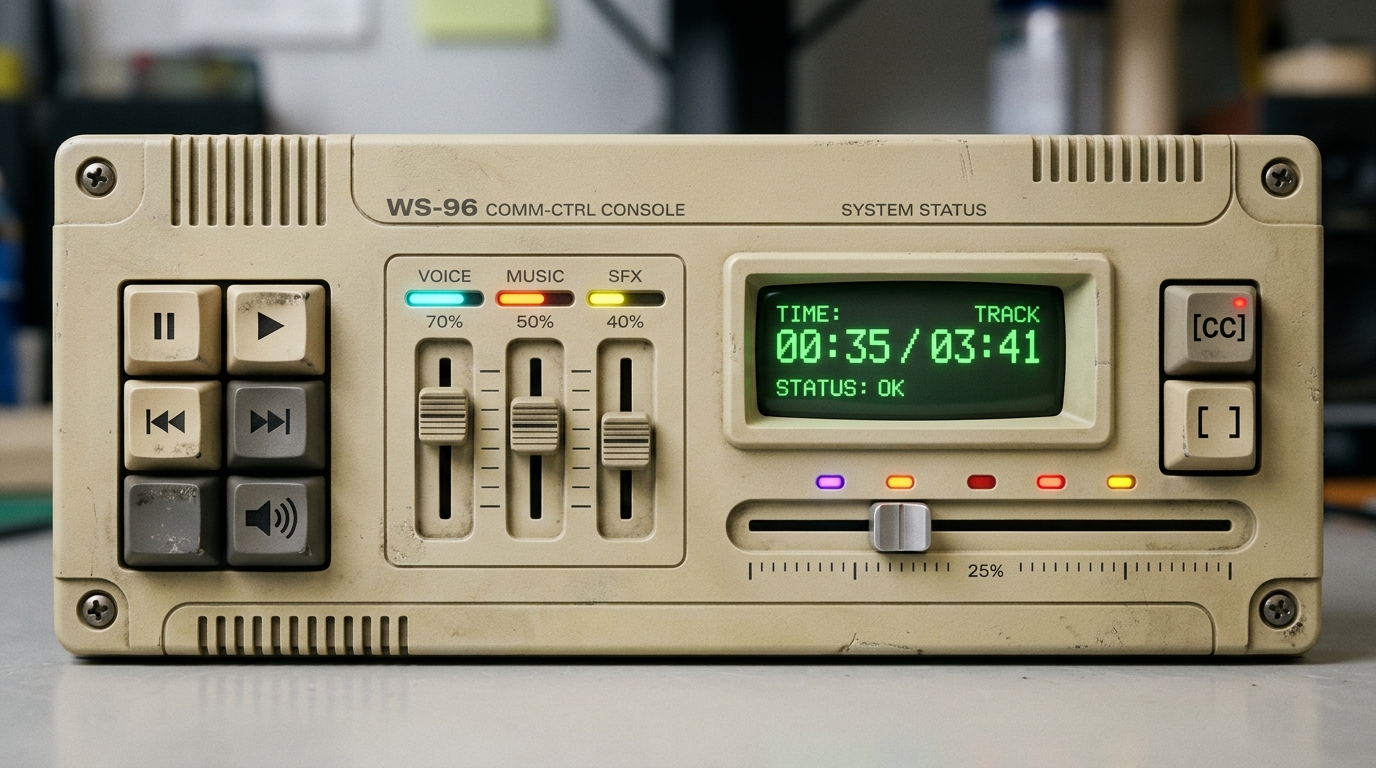 WS-96 COMM-CTRL CONSOLE
SYSTEM STATUS
VOICE
MUSIC
SFX
70%
50%
40%
TIME:
TRACK
00:35/03:41
STATUS: OK
[CC]
[ ]
25%